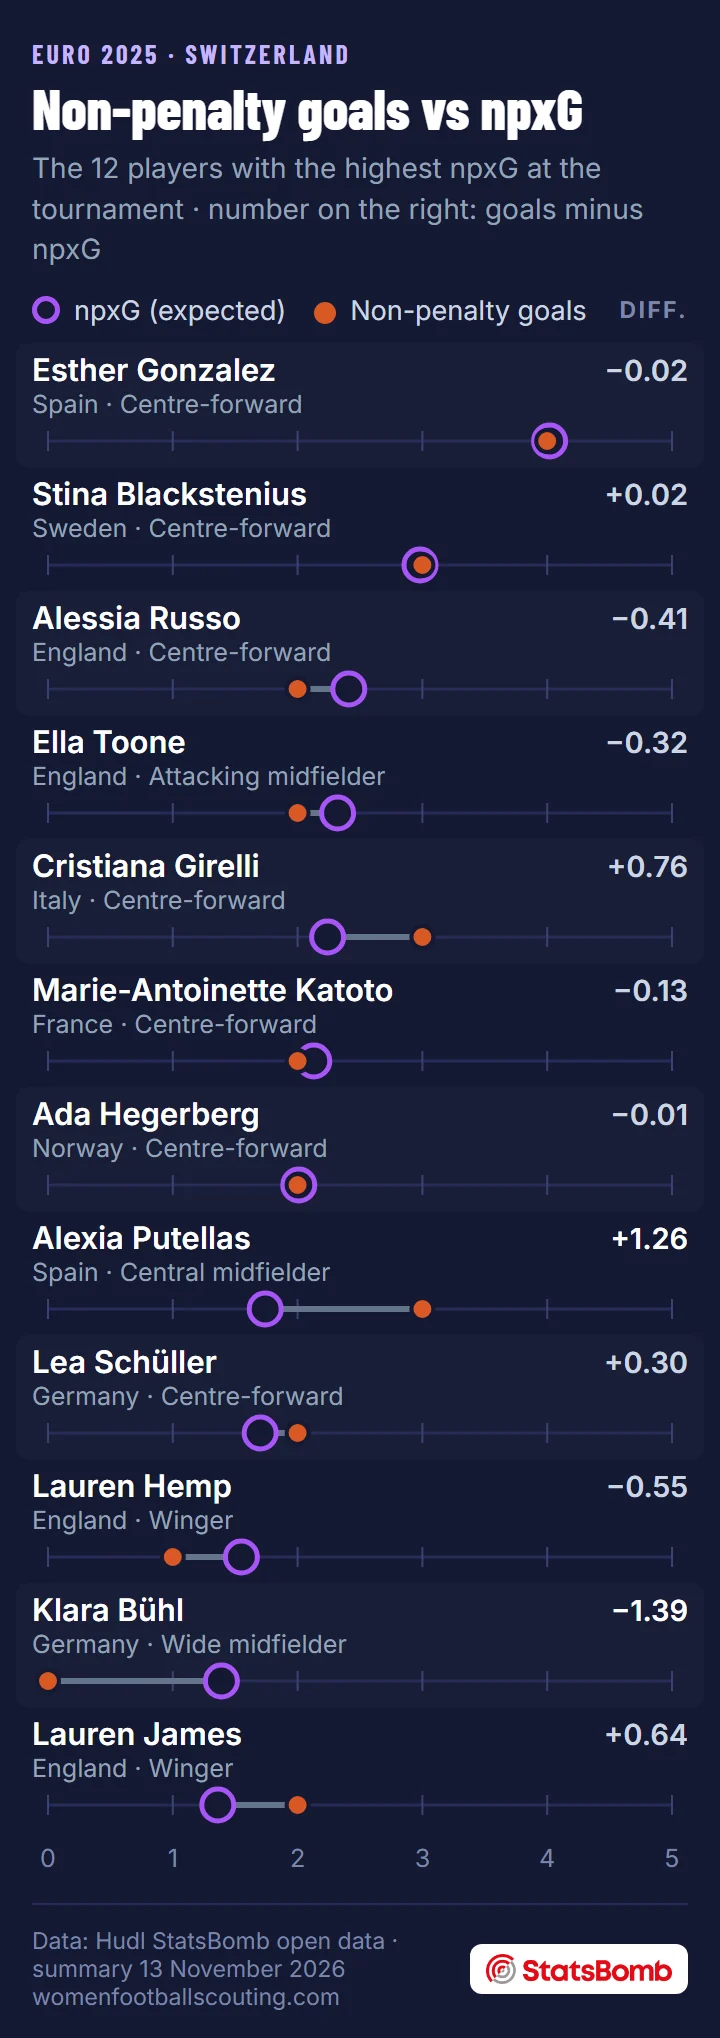 EURO 2025 · SWITZERLAND
Non-penalty goals vs npxG
The 12 players with the highest npxG at the
tournament · number on the right: goals minus
npxG
npxG (expected) Non-penalty goals DIFF.
Esther Gonzalez −0.02
Spain · Centre-forward
Stina Blackstenius +0.02
Sweden · Centre-forward
Alessia Russo −0.41
England · Centre-forward
Ella Toone −0.32
England · Attacking midfielder
Cristiana Girelli +0.76
Italy · Centre-forward
Marie-Antoinette Katoto −0.13
France · Centre-forward
Ada Hegerberg −0.01
Norway · Centre-forward
Alexia Putellas +1.26
Spain · Central midfielder
Lea Schüller +0.30
Germany · Centre-forward
Lauren Hemp −0.55
England · Winger
Klara Bühl −1.39
Germany · Wide midfielder
Lauren James +0.64
England · Winger
0 1 2 3 4 5
Data: Hudl StatsBomb open data ·
summary 13 November 2026
womenfootballscouting.com
StatsBomb